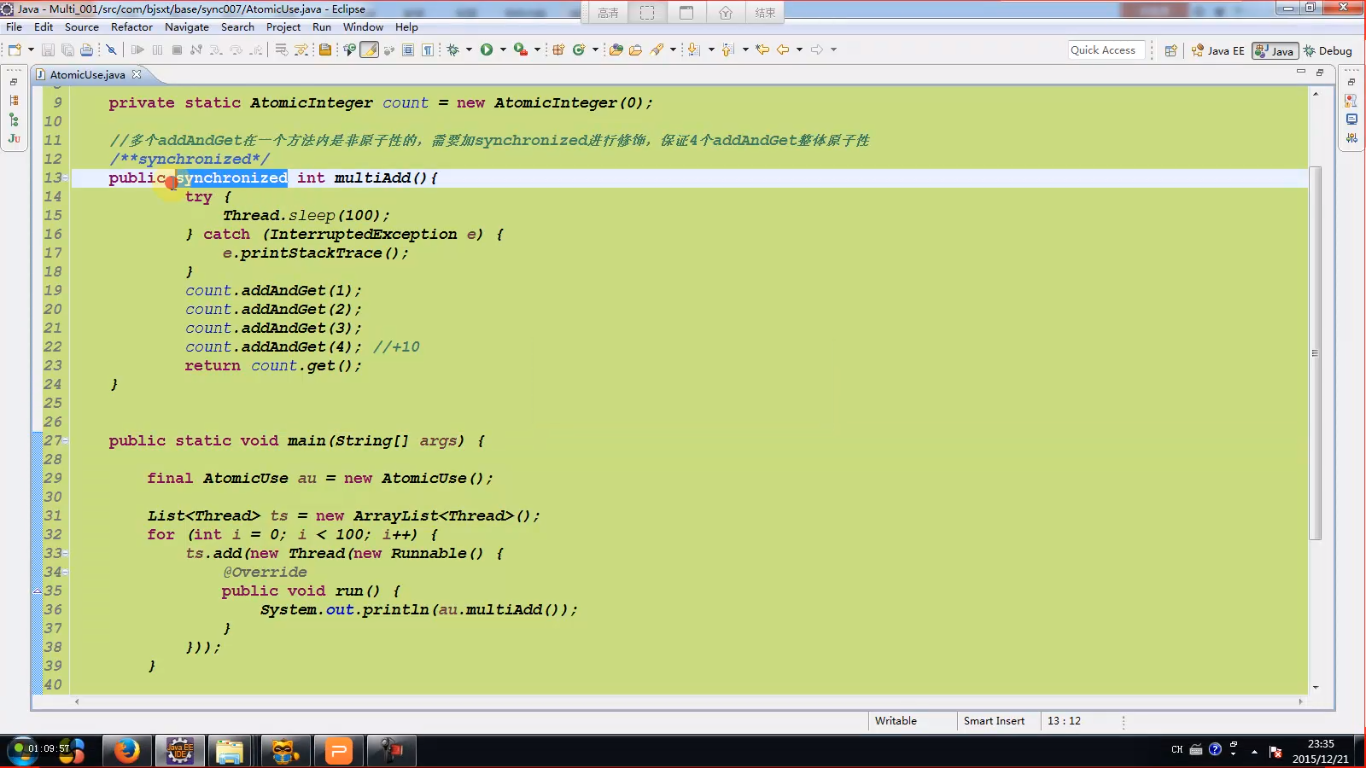 Java - Multi_001/src/com/bjsxt/base/sync007/AtomicUse.java - Eclipse
高清
结束
File Edit Source Refactor Navigate Search Project Run Window Help
Quick Access
Java EE
Java
Debug
AtomicUse.java
8
9 private static AtomicInteger count = new AtomicInteger(0);
10
11 //多个addAndGet在一个方法内是非原子性的，需要加synchronized进行修饰，保证4个addAndGet整体原子性
12 /**synchronized*/
13 public synchronized int multiAdd(){
14 try {
15 Thread.sleep(100);
16 } catch (InterruptedException e) {
17 e.printStackTrace();
18 }
19 count.addAndGet(1);
20 count.addAndGet(2);
21 count.addAndGet(3);
22 count.addAndGet(4); //+10
23 return count.get();
24 }
25
26
27 public static void main(String[] args) {
28
29 final AtomicUse au = new AtomicUse();
30
31 List<Thread> ts = new ArrayList<Thread>();
32 for (int i = 0; i < 100; i++) {
33 ts.add(new Thread(new Runnable() {
34 @Override
35 public void run() {
36 System.out.println(au.multiAdd());
37 }
38 }));
39 }
40
Ju
Writable
Smart Insert
13 : 12
01:09:57
Java EE
IDE
P
CH
23:35
2015/12/21